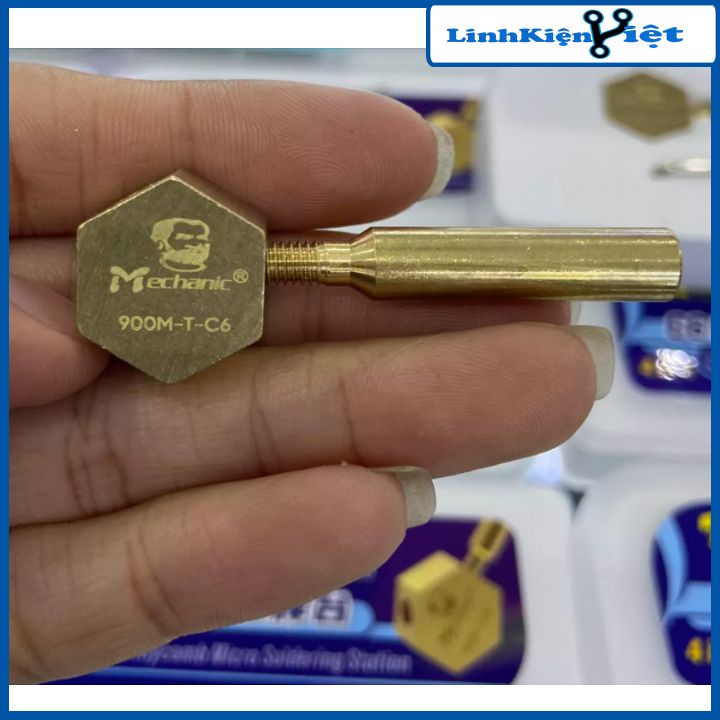 LinhKiệnViệt
Mechanic®
900M-T-C6
Micro Soldering Station